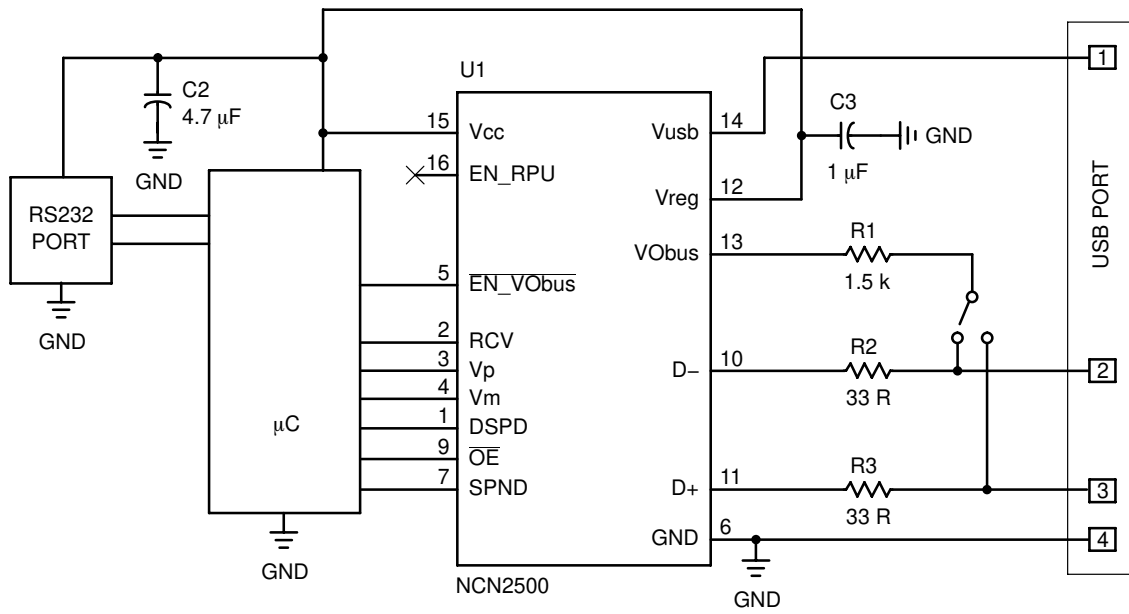 U1
C2
4.7 μF
GND
RS232
PORT
GND
μC
GND
15
Vcc
16
EN_RPU
5
EN_VObus
2
RCV
3
Vp
4
Vm
1
DSPD
9
OE
7
SPND
NCN2500
Vusb
14
Vreg
12
VObus
13
D−
10
D+
11
GND
6
GND
C3
1 μF
GND
R1
1.5 k
R2
33 R
R3
33 R
1
2
3
4
USB PORT